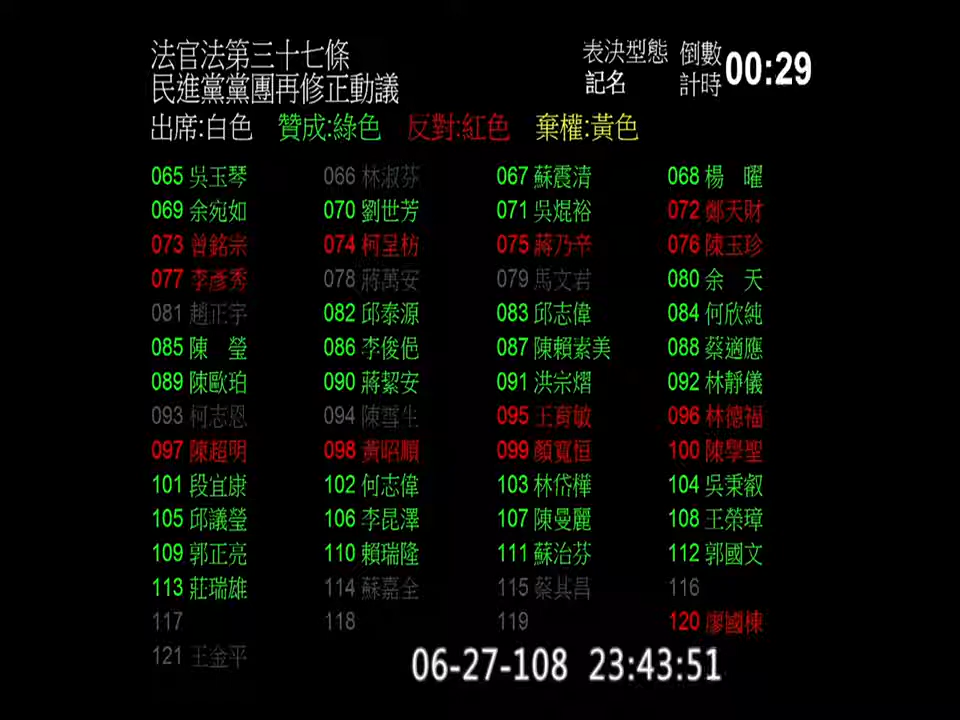 法官法第三十七條
民進黨黨團再修正動議
表決型態 倒數 00:29
記名 計時
出席:白色 贊成:綠色 反對:紅色 棄權:黃色
065 吳玉琴 066 林淑芬 067 蘇震清 068 楊 曜
069 余宛如 070 劉世芳 071 吳焜裕 072 鄭天財
073 曾銘宗 074 柯呈枋 075 蔣乃辛 076 陳玉珍
077 李彥秀 078 蔣萬安 079 馬文君 080 余 天
081 趙正宇 082 邱泰源 083 邱志偉 084 何欣純
085 陳 瑩 086 李俊俋 087 陳賴素美 088 蔡適應
089 陳歐珀 090 蔣絜安 091 洪宗熠 092 林靜儀
093 柯志恩 094 陳雪生 095 王育敏 096 林德福
097 陳超明 098 黃昭順 099 顏寬恒 100 陳學聖
101 段宜康 102 何志偉 103 林岱樺 104 吳秉叡
105 邱議瑩 106 李昆澤 107 陳曼麗 108 王榮璋
109 郭正亮 110 賴瑞隆 111 蘇治芬 112 郭國文
113 莊瑞雄 114 蘇嘉全 115 蔡其昌 116
117 118 119 120 廖國棟
121 王金平
06-27-108 23:43:51